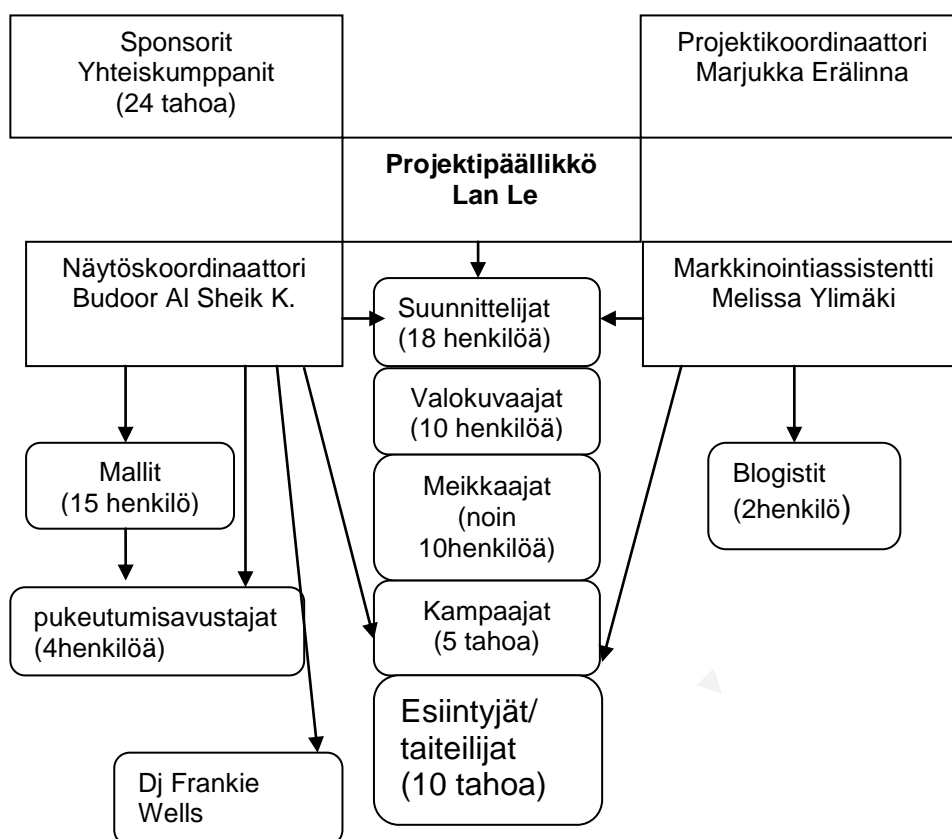 Sponsorit
Yhteiskumppanit
(24 tahoa)
Projektikoordinaattori
Marjukka Erälinna
Projektipäällikkö
Lan Le
Näytöskoordinaattori
Budoor Al Sheik K.
Markkinointiassistentti
Melissa Ylimäki
Suunnittelijat
(18 henkilöä)
Valokuvaajat
(10 henkilöä)
Mallit
(15 henkilö)
Meikkaajat
(noin
10henkilöä)
Blogistit
(2henkilö)
pukeutumisavustajat
(4henkilöä)
Kampaajat
(5 tahoa)
Esiintyjät/
taiteilijat
(10 tahoa)
Dj Frankie
Wells